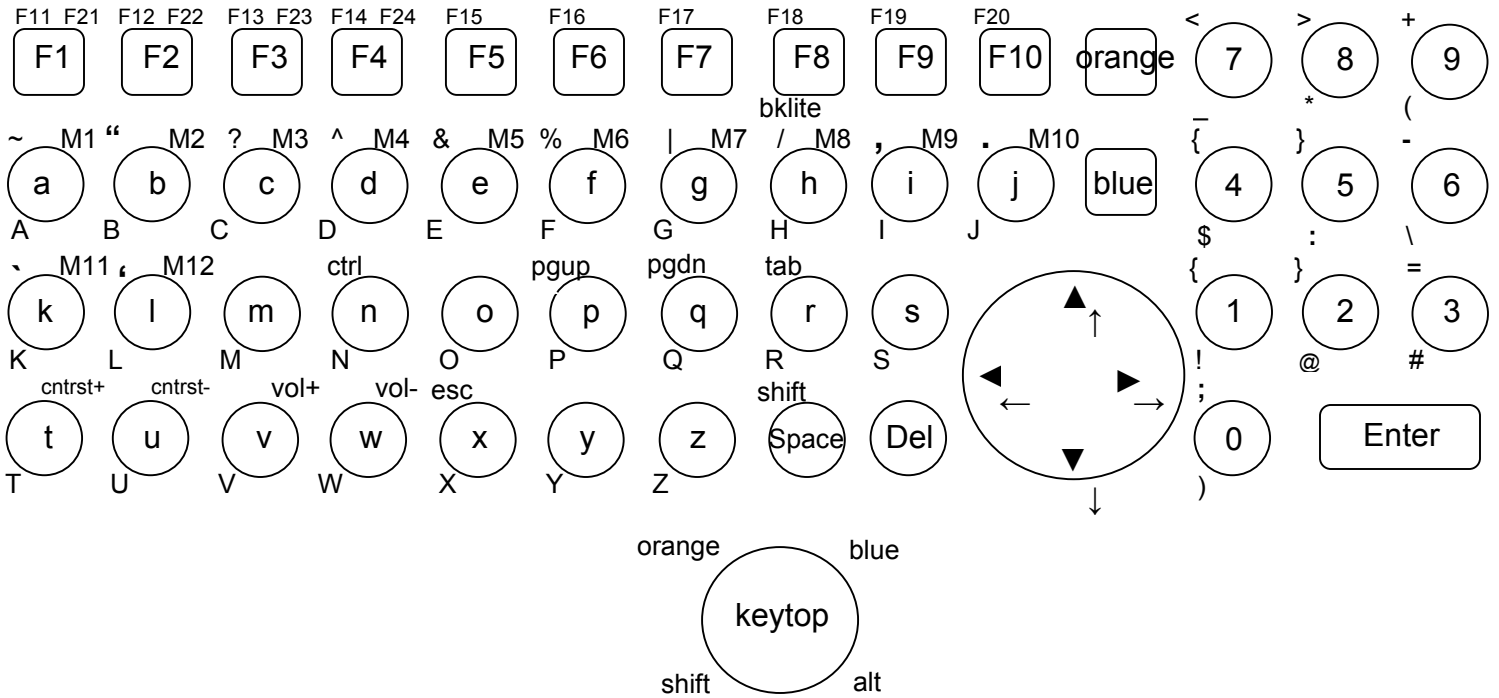 F11 F21 F12 F22 F13 F23 F14 F24 F15 F16 F17 F18 F19 F20 < > +
F1 F2 F3 F4 F5 F6 F7 F8 F9 F10 orange 7 8 9
bklite _ * (
~ M1 “ M2 ? M3 ^ M4 & M5 % M6 | M7 / M8 , M9 . M10 { } -
a b c d e f g h i j blue 4 5 6
A B C D E F G H I J $ : \
` M11 ‘ M12 ctrl pgup pgdn tab { } =
k l m n o p q r s ▲ ↑ 1 2 3
K L M N O P Q R S ! @ #
cntrst+ cntrst- vol+ vol- esc shift ◄ ← ► → ;
t u v w x y z Space Del ▼ 0 Enter
T U V W X Y Z ↓ )
orange blue
keytop
shift alt